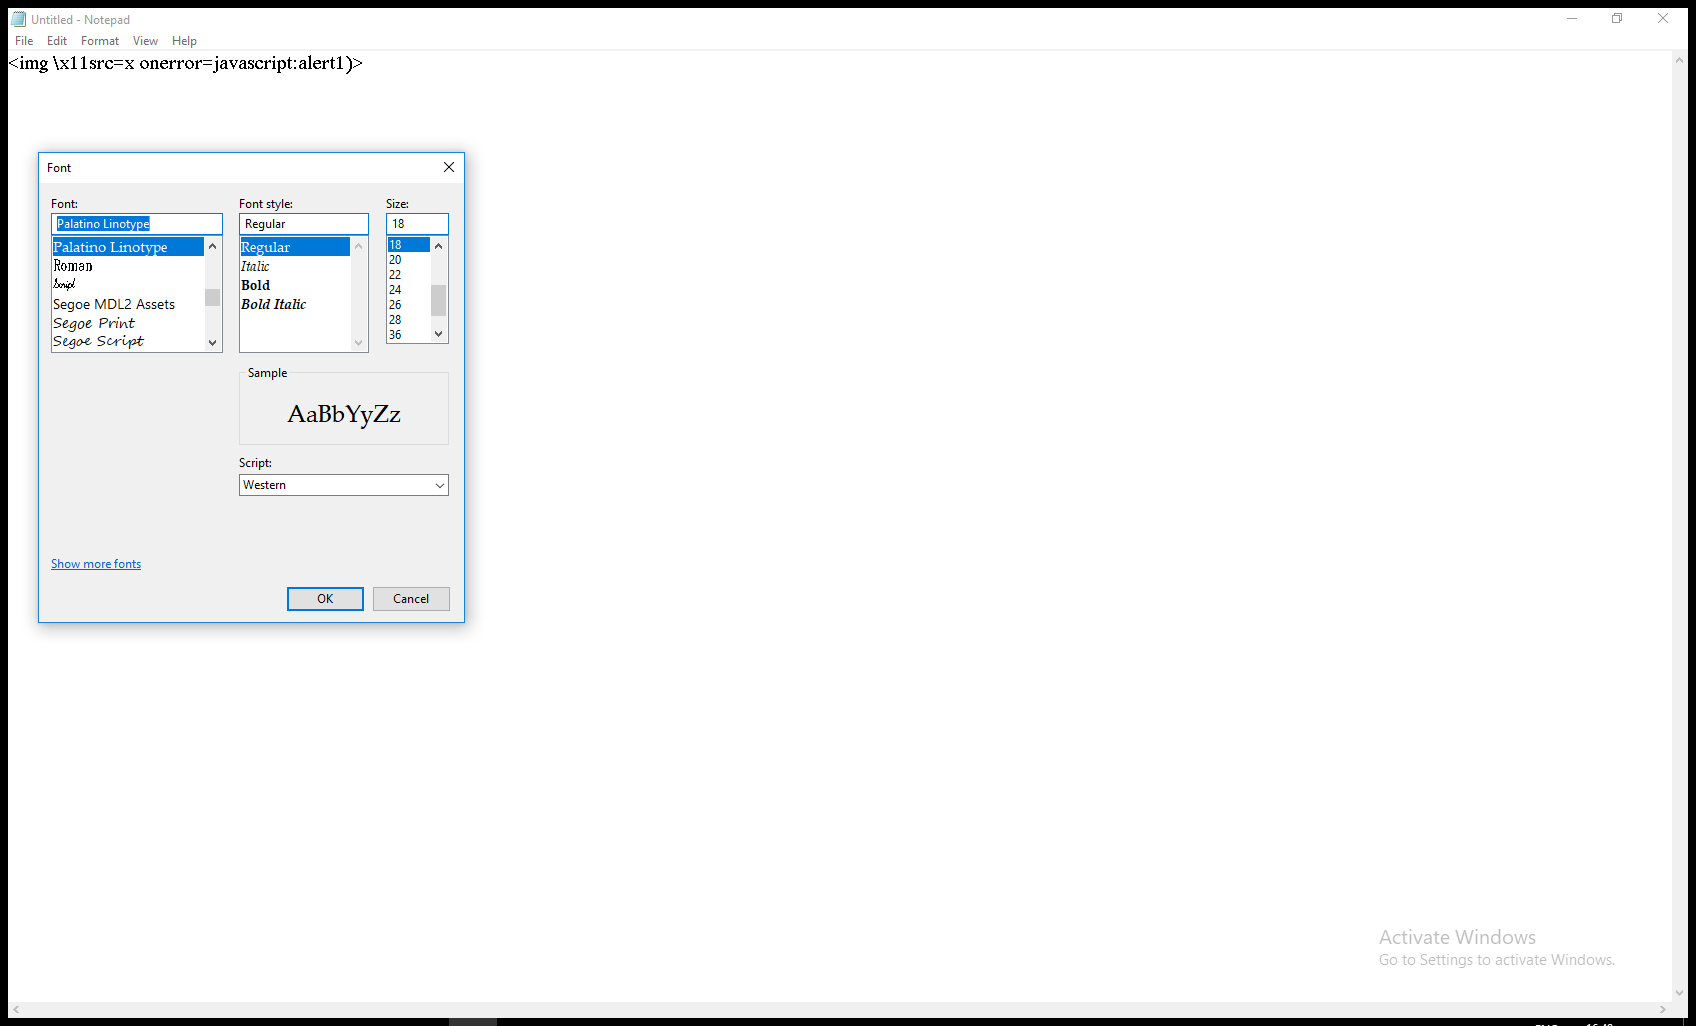 Untitled - Notepad
File Edit Format View Help
<img \x11src=x onerror=javascript:alert1)>
Font
Font: Font style: Size:
Palatino Linotype Regular 18
Palatino Linotype Regular 18
Roman Italic 20
Script Bold 22
Segoe MDL2 Assets Bold Italic 24
Segoe Print 26
Segoe Script 28
36
Sample
AaBbYyZz
Script:
Western
Show more fonts
OK Cancel
Activate Windows
Go to Settings to activate Windows.